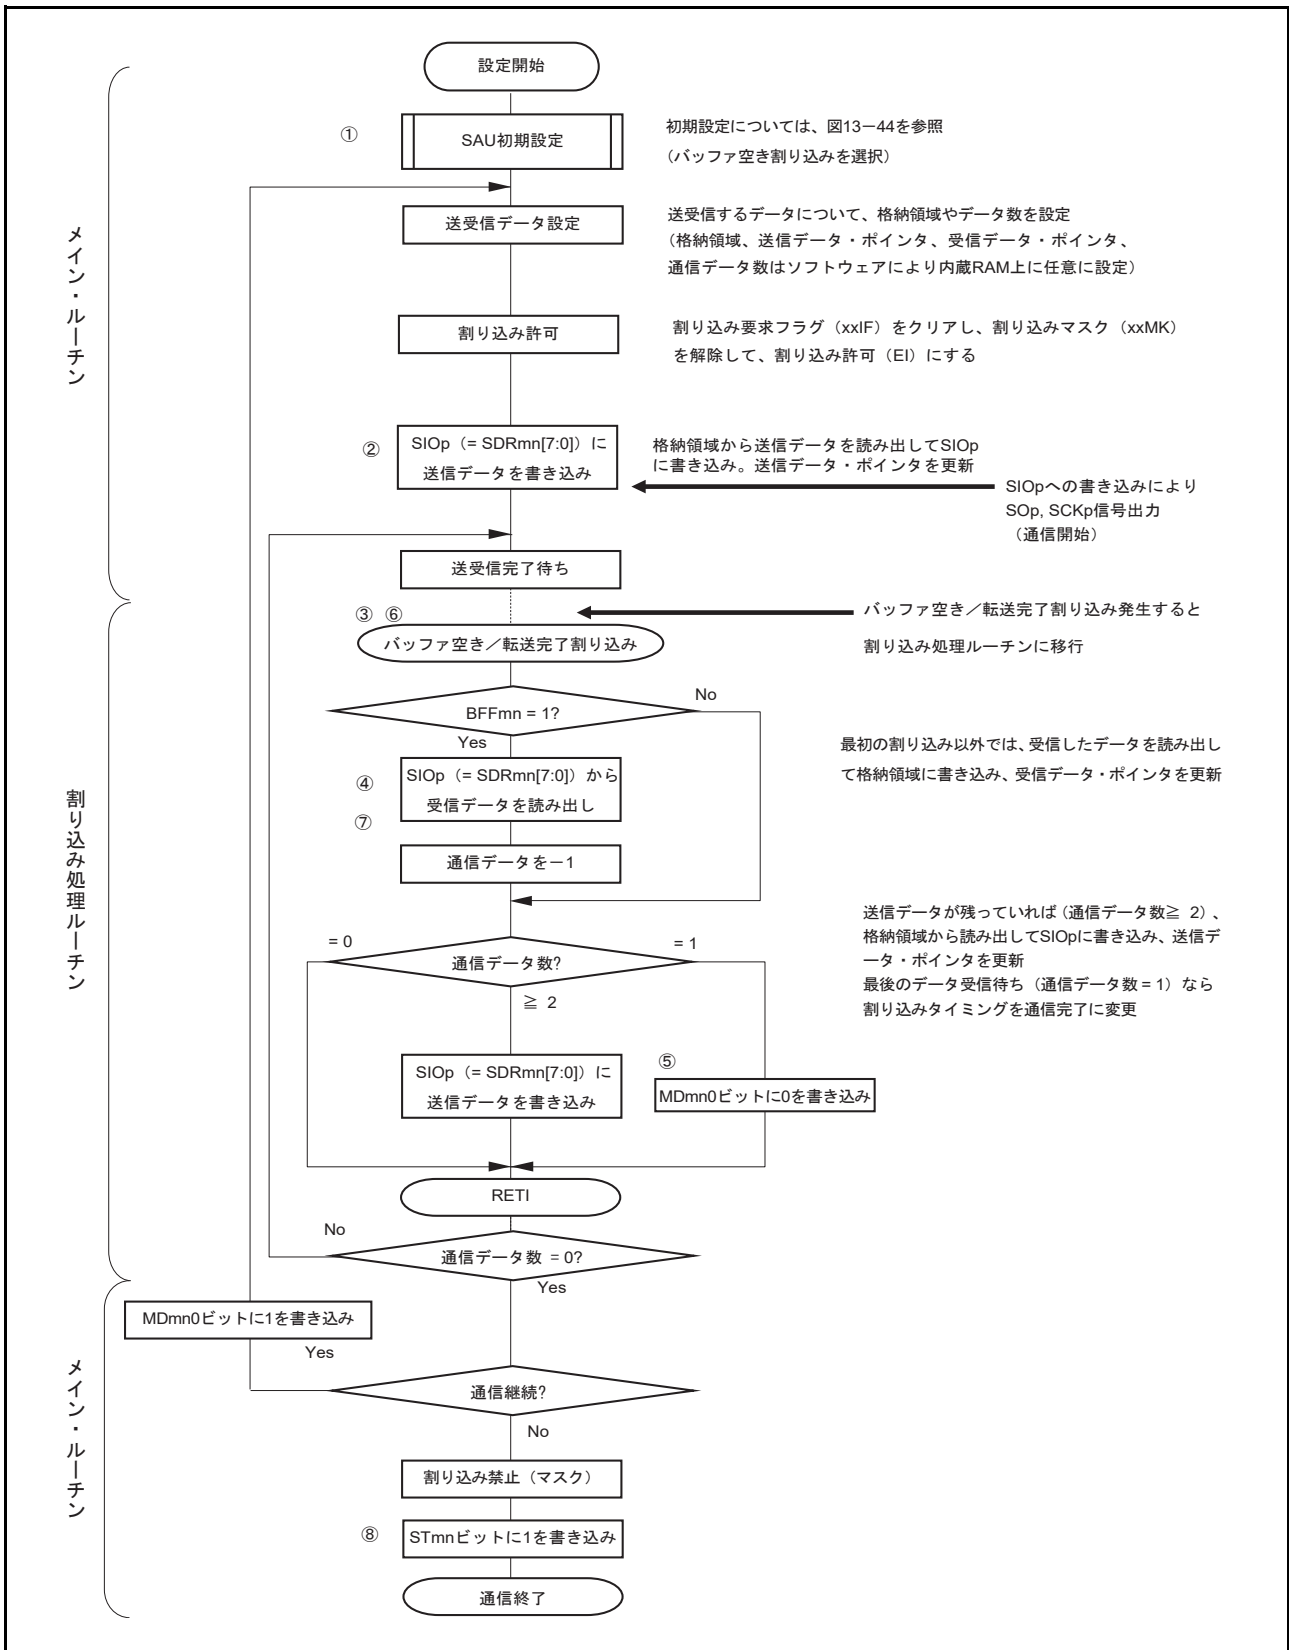 設定開始
①
SAU初期設定
初期設定については、図13－44を参照
（バッファ空き割り込みを選択）
メイン・ルーチン
送受信データ設定
送受信するデータについて、格納領域やデータ数を設定
（格納領域、送信データ・ポインタ、受信データ・ポインタ、
通信データ数はソフトウェアにより内蔵RAM上に任意に設定）
割り込み許可
割り込み要求フラグ（xxIF）をクリアし、割り込みマスク（xxMK）
を解除して、割り込み許可（EI）にする
②
SIOp（= SDRmn[7:0]）に
送信データを書き込み
格納領域から送信データを読み出してSIOp
に書き込み。送信データ・ポインタを更新
SIOpへの書き込みにより
SOp, SCKp信号出力
（通信開始）
送受信完了待ち
③ ⑥
バッファ空き／転送完了割り込み
バッファ空き／転送完了割り込み発生すると
割り込み処理ルーチンに移行
割り込み処理ルーチン
BFFmn = 1?
No
Yes
④
SIOp（= SDRmn[7:0]）から
受信データを読み出し
⑦
最初の割り込み以外では、受信したデータを読み出し
て格納領域に書き込み、受信データ・ポインタを更新
通信データを－1
= 0
通信データ数?
= 1
≧ 2
送信データが残っていれば（通信データ数≧ 2）、
格納領域から読み出してSIOpに書き込み、送信デ
ータ・ポインタを更新
最後のデータ受信待ち（通信データ数 = 1）なら
割り込みタイミングを通信完了に変更
SIOp（= SDRmn[7:0]）に
送信データを書き込み
⑤
MDmn0ビットに0を書き込み
RETI
No
通信データ数 = 0?
Yes
メイン・ルーチン
MDmn0ビットに1を書き込み
Yes
通信継続?
No
割り込み禁止（マスク）
⑧
STmnビットに1を書き込み
通信終了